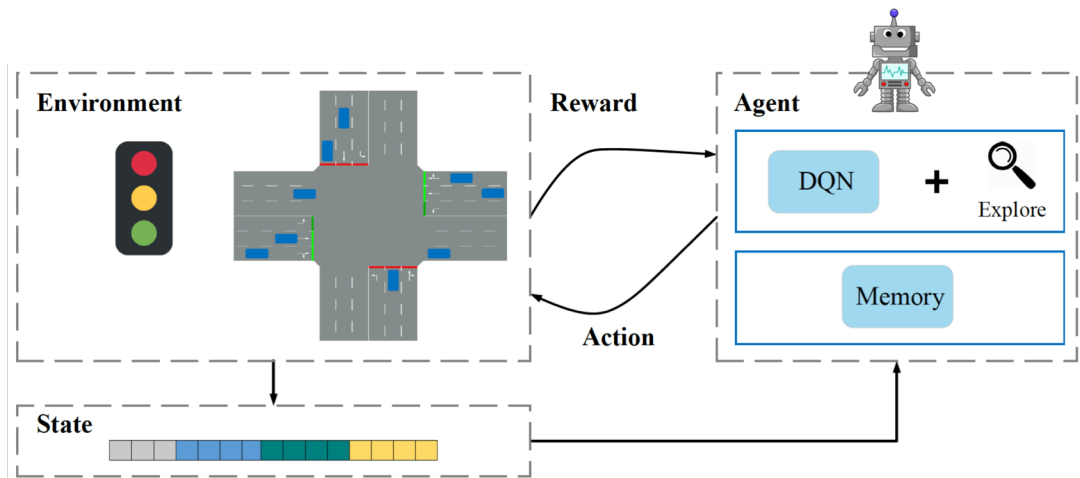 Environment
Reward
Agent
DQN
+
Explore
Memory
Action
State